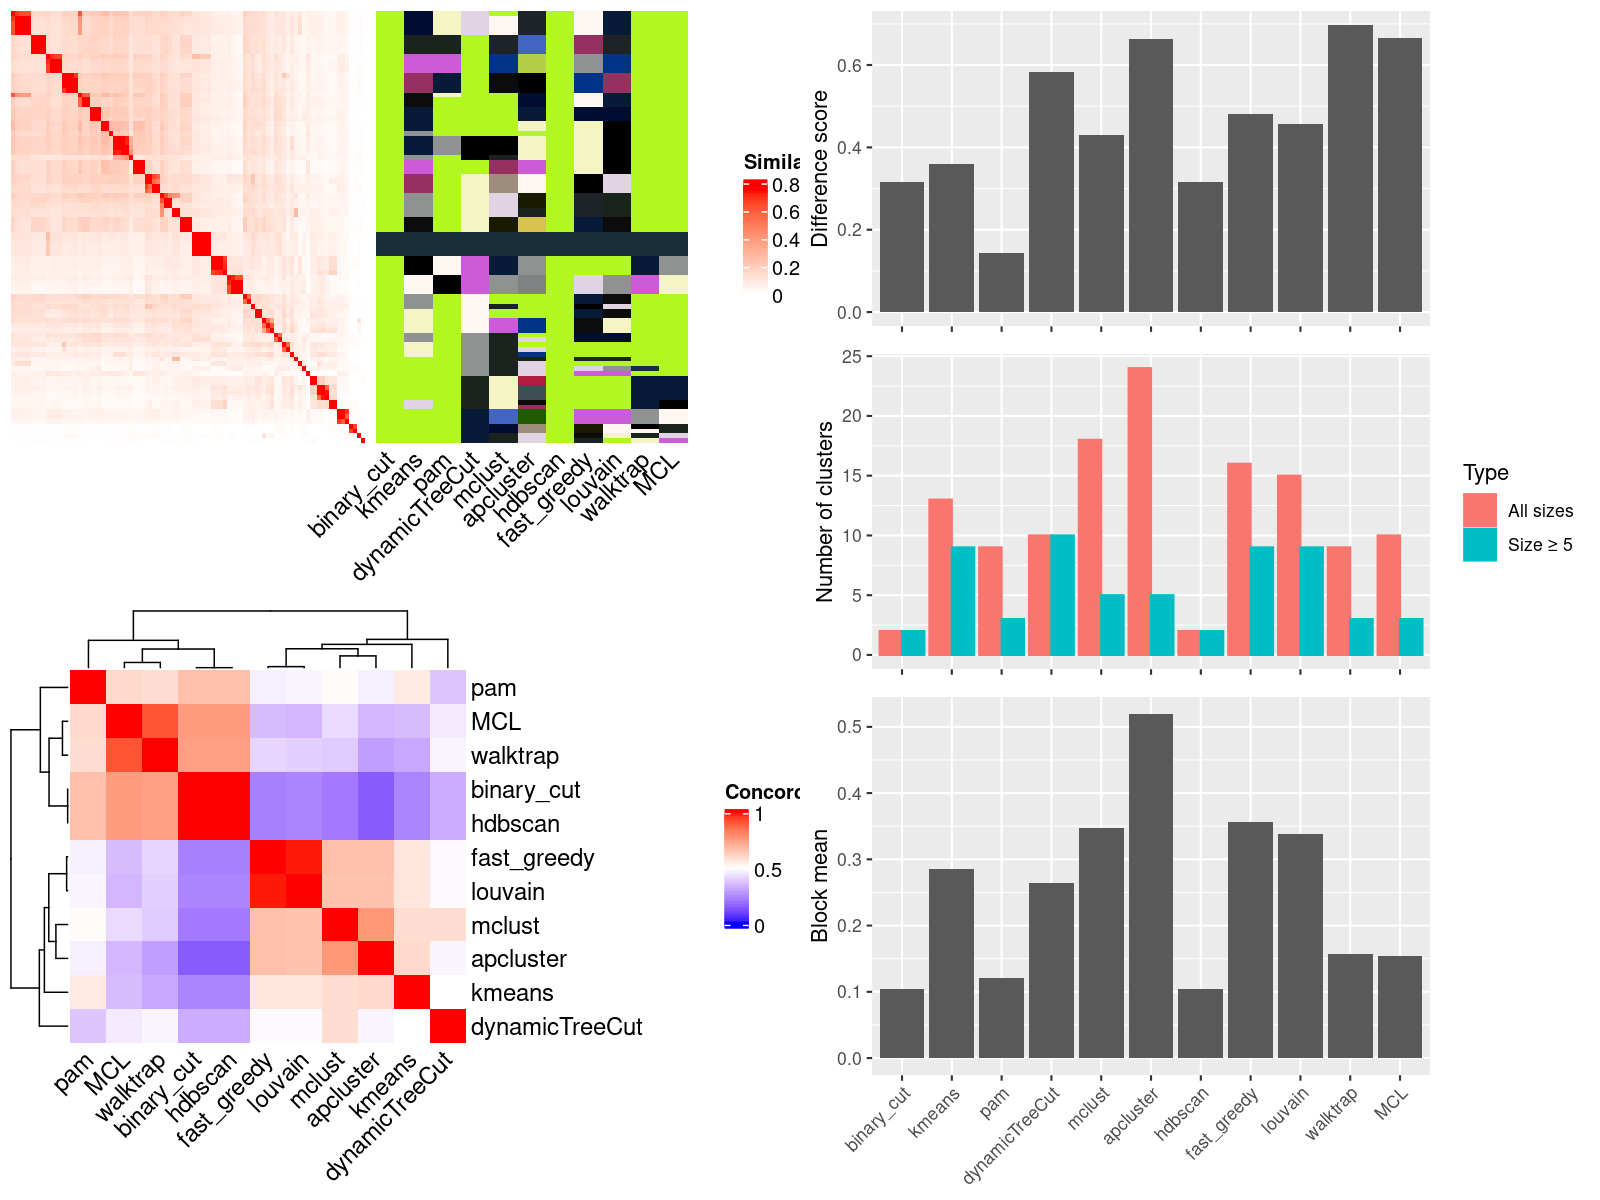 Simila
0.8
0.6
0.4
0.2
0
binary_cut
kmeans
pam
dynamicTreeCut
mclust
apcluster
hdbscan
fast_greedy
louvain
walktrap
MCL
Difference score
0.6
0.4
0.2
0.0
Number of clusters
25
20
15
10
5
0
Type
All sizes
Size ≥ 5
pam
MCL
walktrap
binary_cut
hdbscan
fast_greedy
louvain
mclust
apcluster
kmeans
dynamicTreeCut
pam
MCL
walktrap
binary_cut
hdbscan
fast_greedy
louvain
mclust
apcluster
kmeans
dynamicTreeCut
Concord
1
0.5
0
Block mean
0.5
0.4
0.3
0.2
0.1
0.0
binary_cut
kmeans
pam
dynamicTreeCut
mclust
apcluster
hdbscan
fast_greedy
louvain
walktrap
MCL